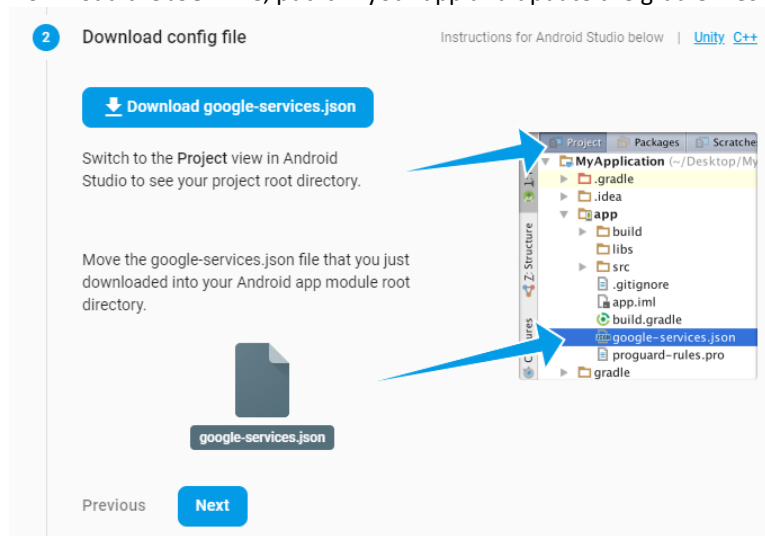 2 Download config file
Instructions for Android Studio below | Unity C++
Download google-services.json
Switch to the Project view in Android
Studio to see your project root directory.
Move the google-services.json file that you just
downloaded into your Android app module root
directory.
google-services.json
Previous Next
Project Packages Scratche
MyApplication (~/Desktop/My
.gradle
.idea
app
build
libs
src
.gitignore
app.iml
build.gradle
google-services.json
proguard-rules.pro
gradle
Z: Structure